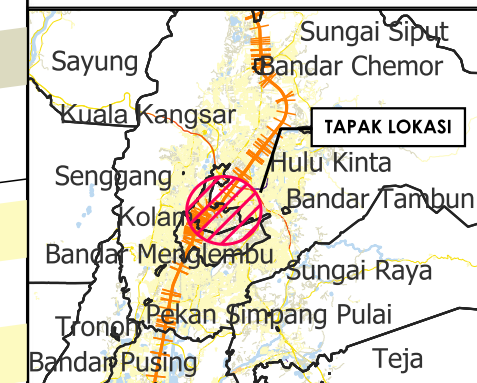 Sungai Siput
Sayung
Bandar Chemor
Kuala Kangsar
TAPAK LOKASI
Hulu Kinta
Senggang
Bandar Tambun
Kolam
Bandar Menglembu
Sungai Raya
Pekan Simpang Pulai
Tronoh
Bandar Pusing
Teja